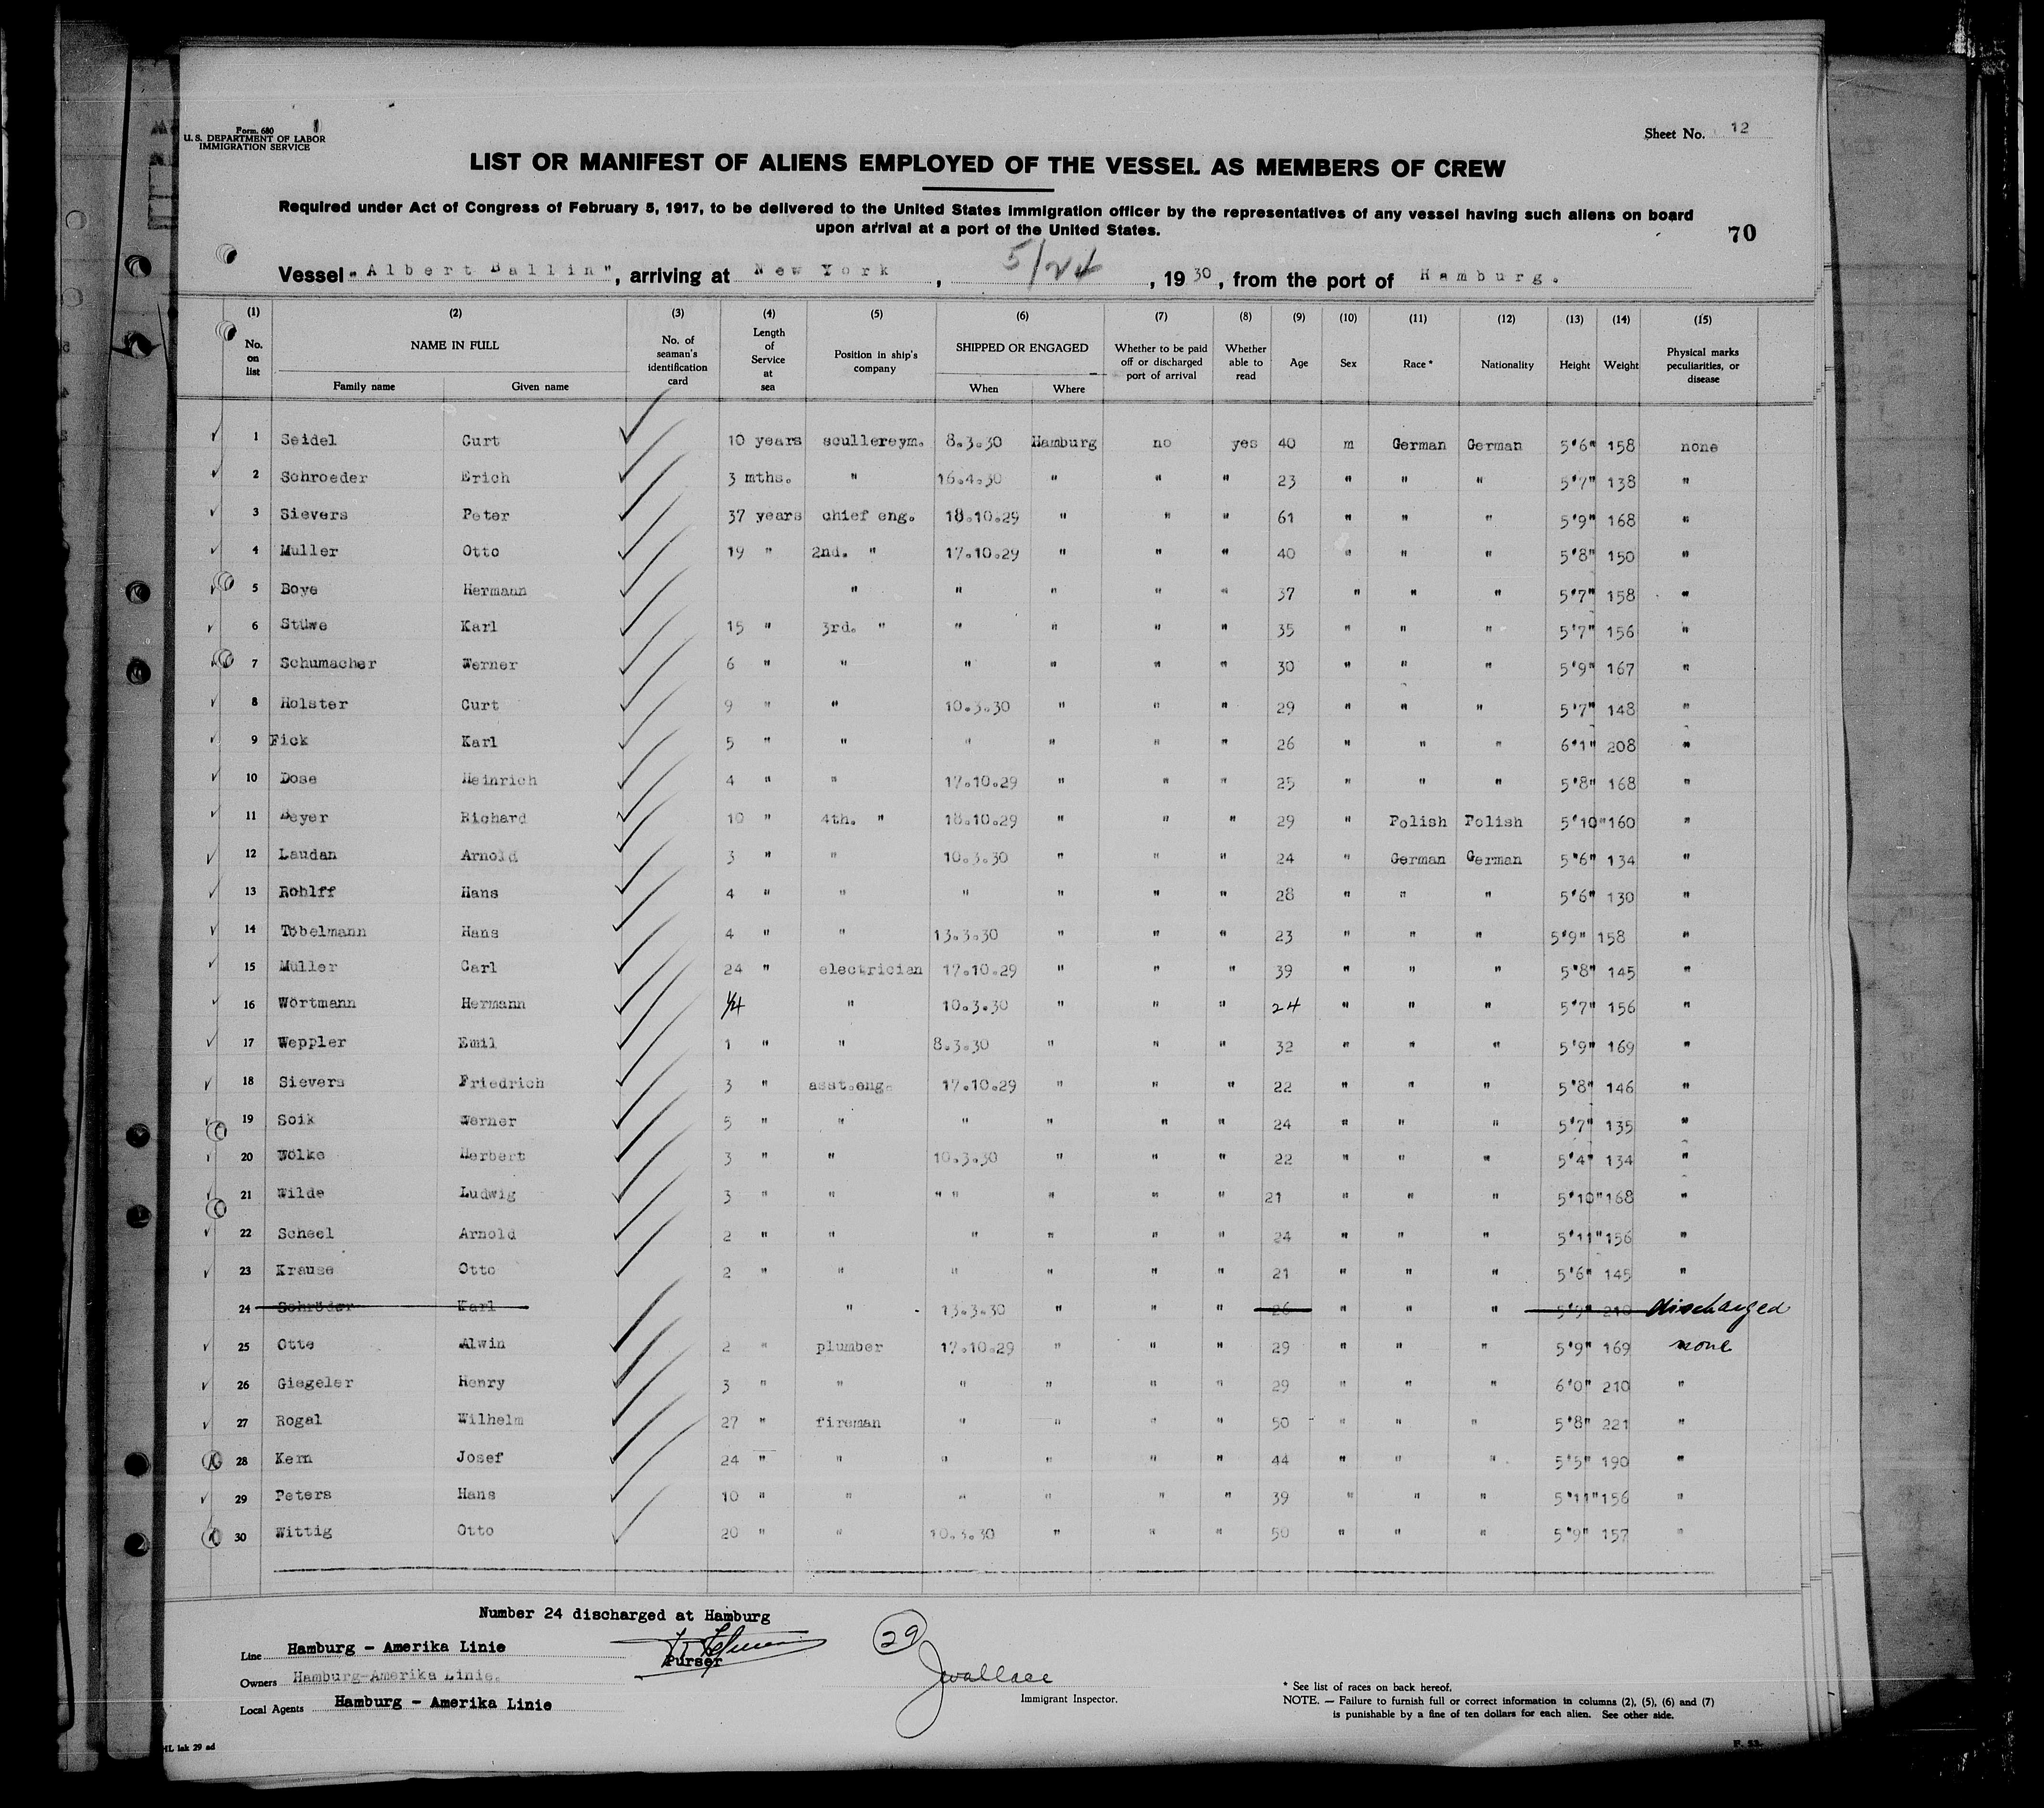 Form. 680
U. S. DEPARTMENT OF LABOR
IMMIGRATION SERVICE
Sheet No. 12
LIST OR MANIFEST OF ALIENS EMPLOYED OF THE VESSEL AS MEMBERS OF CREW
Required under Act of Congress of February 5, 1917, to be delivered to the United States immigration officer by the representatives of any vessel having such aliens on board
upon arrival at a port of the United States.
70
Vessel "Albert Ballin", arriving at New York, 5/24, 1930, from the port of Hamburg.
(1) (2) (3) (4) (5) (6) (7) (8) (9) (10) (11) (12) (13) (14) (15)
No. on list NAME IN FULL Family name Given name No. of seaman's identification card Length of Service at sea Position in ship's company SHIPPED OR ENGAGED When Where Whether to be paid off or discharged port of arrival Whether able to read Age Sex Race* Nationality Height Weight Physical marks peculiarities, or disease
1 Seidel Curt 10 years scullereym. 8.3.30 Hamburg no yes 40 m German German 5'6" 158 none
2 Schroeder Erich 3 mths. " 16.4.30 " " " 23 " " " 5'7" 138 "
3 Sievers Peter 37 years chief eng. 18.10.29 " " " 61 " " " 5'9" 168 "
4 Muller Otto 19 " 2nd. " 17.10.29 " " " 40 " " " 5'8" 150 "
5 Boye Hermann " " " " " 37 " " " 5'7" 158 "
6 Stüwe Karl 15 " 3rd. " " " " " 35 " " " 5'7" 156 "
7 Schumacher Werner 6 " " " " " " 30 " " " 5'9" 167 "
8 Holster Curt 9 " " 10.3.30 " " " 29 " " " 5'7" 148 "
9 Fick Karl 5 " " " " " " 26 " " " 6'1" 208 "
10 Dose Heinrich 4 " " 17.10.29 " " " 25 " " " 5'8" 168 "
11 Beyer Richard 10 " 4th. " 18.10.29 " " " 29 " Polish Polish 5'10" 160 "
12 Laudan Arnold 3 " " 10.3.30 " " " 24 " German German 5'6" 134 "
13 Rohlff Hans 4 " " " " " " 28 " " " 5'6" 130 "
14 Töbelmann Hans 4 " " 13.3.30 " " " 23 " " " 5'9" 158 "
15 Müller Carl 24 " electrician 17.10.29 " " " 39 " " " 5'8" 145 "
16 Wörtmann Hermann 1/4 " 10.3.30 " " " 24 " " " 5'7" 156 "
17 Weppler Emil 1 " " 8.3.30 " " " 32 " " " 5'9" 169 "
18 Sievers Friedrich 3 " asst.eng. 17.10.29 " " " 22 " " " 5'8" 146 "
19 Soik Werner 5 " " " " " " 24 " " " 5'7" 135 "
20 Wölke Herbert 3 " " 10.3.30 " " " 22 " " " 5'4" 134 "
21 Wilde Ludwig 3 " " " " " " " 21 " " " 5'10" 168 "
22 Scheel Arnold 2 " " " " " " 24 " " " 5'11" 156 "
23 Krause Otto 2 " " " " " " 21 " " " 5'6" 145 "
24 Schröder Karl " 13.3.30 " " " 26 " " " 5'9" 210 discharged
25 Otte Alwin 2 " plumber 17.10.29 " " " 29 " " " 5'9" 169 none
26 Giegeler Henry 3 " " " " " " 29 " " " 6'0" 210 "
27 Rogal Wilhelm 27 " fireman " " " " 50 " " " 5'8" 221 "
28 Kern Josef 24 " " " " " " 44 " " " 5'5" 190 "
29 Peters Hans 10 " " " " " " 39 " " " 5'11" 156 "
30 Wittig Otto 20 " " 10.3.30 " " " 50 " " " 5'9" 157 "
Number 24 discharged at Hamburg
Line Hamburg - Amerika Linie
Purser
29
Owners Hamburg-Amerika Linie.
JWallace
Immigrant Inspector.
Local Agents Hamburg - Amerika Linie
* See list of races on back hereof.
NOTE. — Failure to furnish full or correct information in columns (2), (5), (6) and (7)
is punishable by a fine of ten dollars for each alien. See other side.
F. 53.